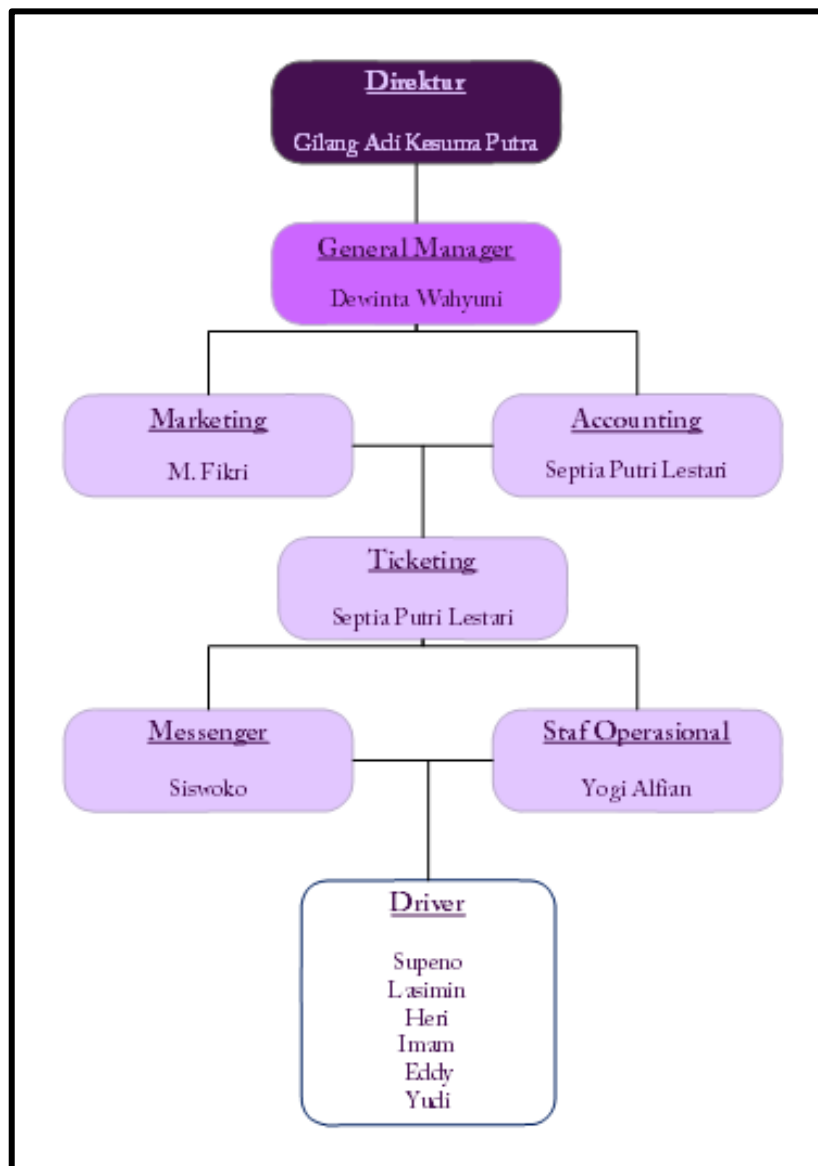 Direktur
Gilang Adi Kesuma Putra
General Manager
Dewinta Wahyuni
Marketing
M. Fikri
Accounting
Septia Putri Lestari
Ticketing
Septia Putri Lestari
Messenger
Siswoko
Staf Operasional
Yogi Alfian
Driver
Supeno
Lasimin
Heri
Imam
Eddy
Yudi